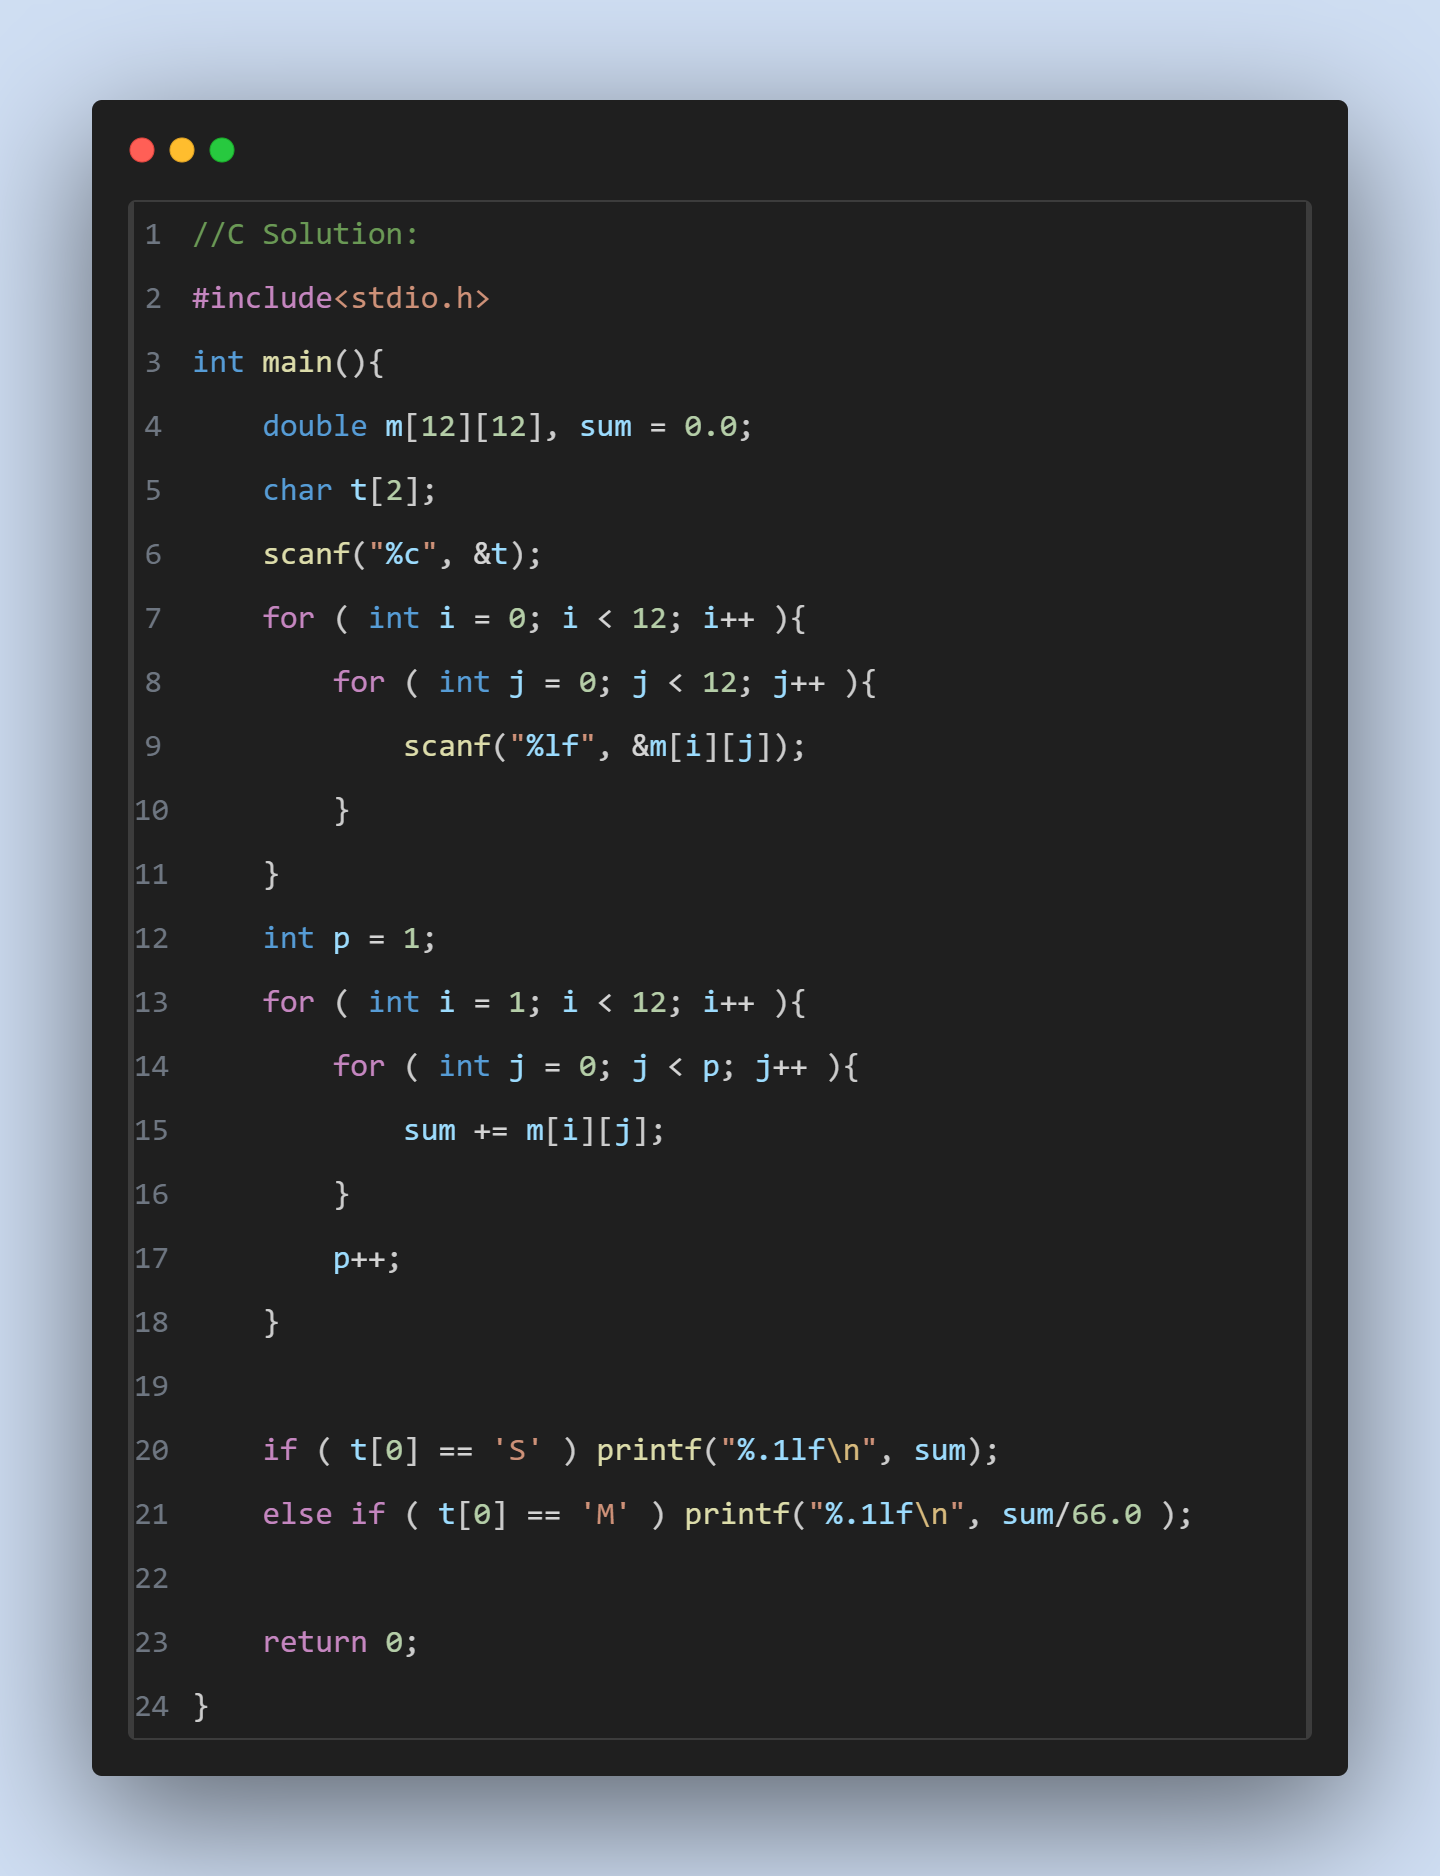 1 //C Solution:
2 #include<stdio.h>
3 int main(){
4     double m[12][12], sum = 0.0;
5     char t[2];
6     scanf("%c", &t);
7     for ( int i = 0; i < 12; i++ ){
8         for ( int j = 0; j < 12; j++ ){
9             scanf("%lf", &m[i][j]);
10         }
11     }
12     int p = 1;
13     for ( int i = 1; i < 12; i++ ){
14         for ( int j = 0; j < p; j++ ){
15             sum += m[i][j];
16         }
17         p++;
18     }
19
20     if ( t[0] == 'S' ) printf("%.1lf\n", sum);
21     else if ( t[0] == 'M' ) printf("%.1lf\n", sum/66.0 );
22
23     return 0;
24 }